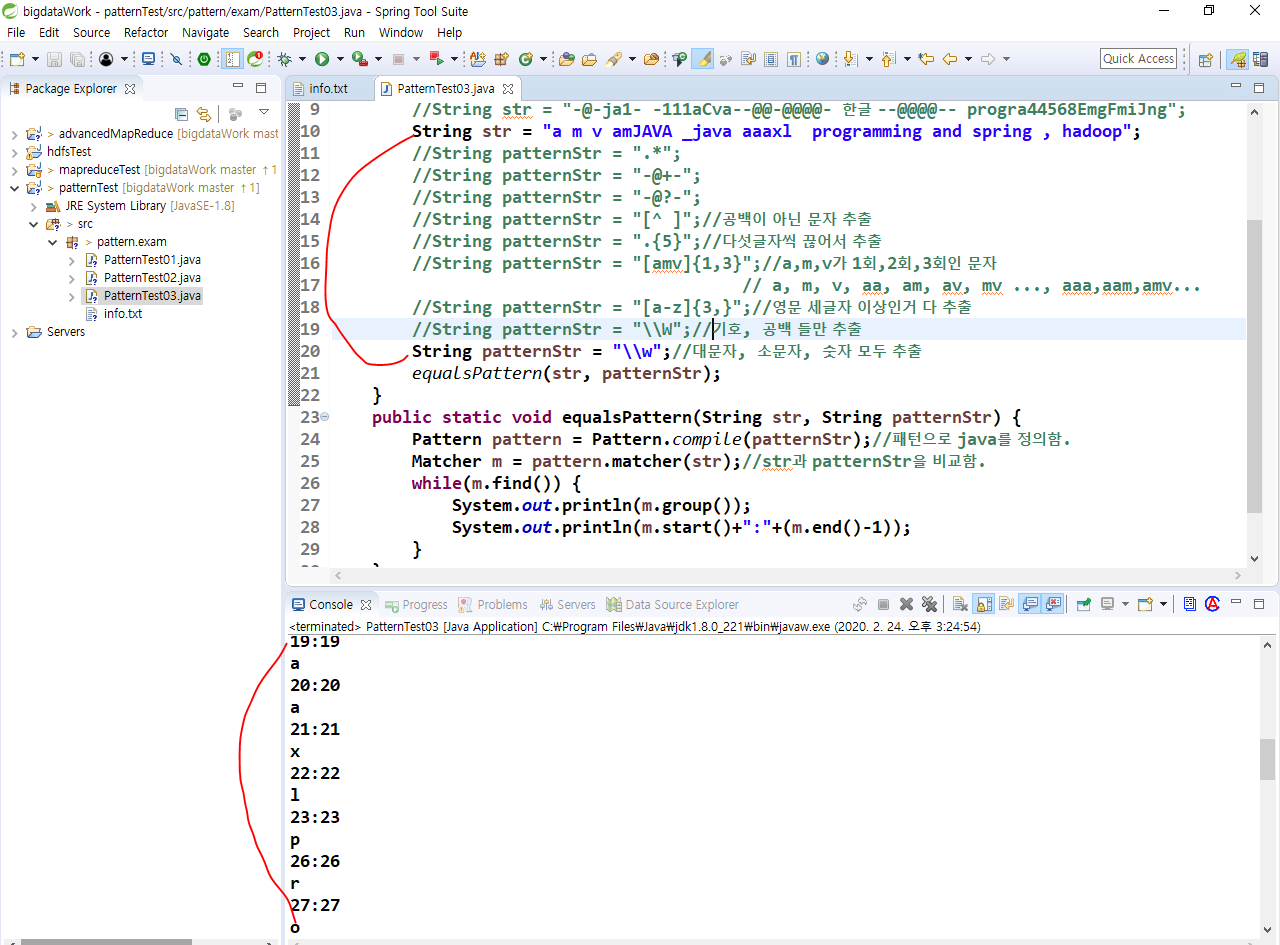 bigdataWork - patternTest/src/pattern/exam/PatternTest03.java - Spring Tool Suite
File Edit Source Refactor Navigate Search Project Run Window Help
Quick Access
Package Explorer
> advancedMapReduce [bigdataWork mast
hdfsTest
> mapreduceTest [bigdataWork master ↑1
> patternTest [bigdataWork master ↑1]
JRE System Library [JavaSE-1.8]
> src
> pattern.exam
PatternTest01.java
PatternTest02.java
PatternTest03.java
info.txt
Servers
info.txt PatternTest03.java
9 //String str = "-@-ja1- -111aCva--@@-@@@@- 한글 --@@@@-- progra44568EmgFmiJng";
10 String str = "a m v amJAVA _java aaaxl  programming and spring , hadoop";
11 //String patternStr = ".*";
12 //String patternStr = "-@+-";
13 //String patternStr = "-@?-";
14 //String patternStr = "[^ ]";//공백이 아닌 문자 추출
15 //String patternStr = ".{5}";//다섯글자씩 끊어서 추출
16 //String patternStr = "[amv]{1,3}";//a,m,v가 1회,2회,3회인 문자
17 // a, m, v, aa, am, av, mv ..., aaa,aam,amv...
18 //String patternStr = "[a-z]{3,}";//영문 세글자 이상인거 다 추출
19 //String patternStr = "\\W";//기호, 공백 들만 추출
20 String patternStr = "\\w";//대문자, 소문자, 숫자 모두 추출
21 equalsPattern(str, patternStr);
22 }
23 public static void equalsPattern(String str, String patternStr) {
24 Pattern pattern = Pattern.compile(patternStr);//패턴으로 java를 정의함.
25 Matcher m = pattern.matcher(str);//str과 patternStr을 비교함.
26 while(m.find()) {
27 System.out.println(m.group());
28 System.out.println(m.start()+":"+(m.end()-1));
29 }
Console Progress Problems Servers Data Source Explorer
<terminated> PatternTest03 [Java Application] C:₩Program Files₩Java₩jdk1.8.0_221₩bin₩javaw.exe (2020. 2. 24. 오후 3:24:54)
19:19
a
20:20
a
21:21
x
22:22
l
23:23
p
26:26
r
27:27
o